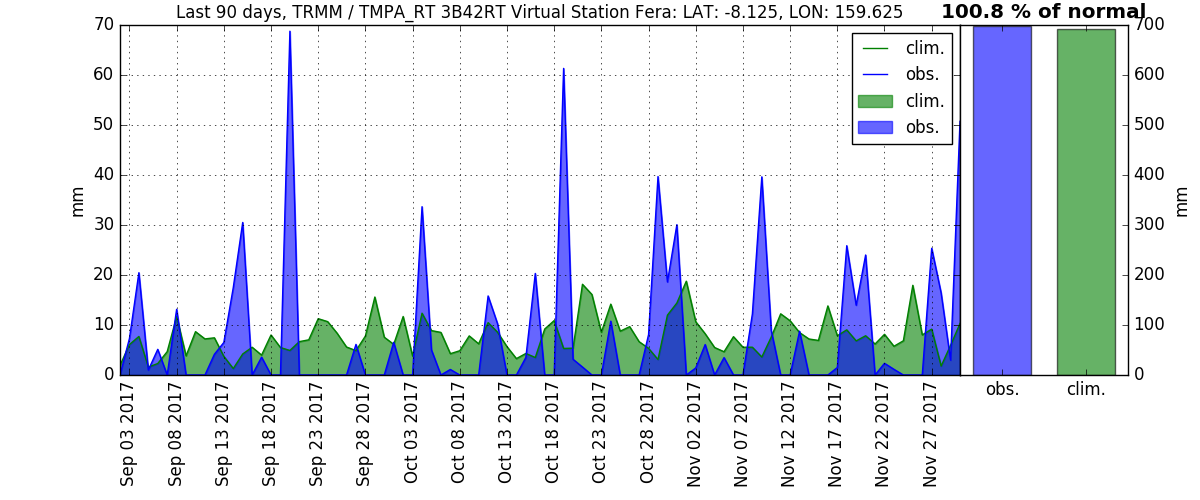 Last 90 days, TRMM / TMPA_RT 3B42RT Virtual Station Fera: LAT: -8.125, LON: 159.625
100.8 % of normal
70
60
50
40
30
20
10
0
mm
clim.
obs.
clim.
obs.
700
600
500
400
300
200
100
0
mm
Sep 03 2017
Sep 08 2017
Sep 13 2017
Sep 18 2017
Sep 23 2017
Sep 28 2017
Oct 03 2017
Oct 08 2017
Oct 13 2017
Oct 18 2017
Oct 23 2017
Oct 28 2017
Nov 02 2017
Nov 07 2017
Nov 12 2017
Nov 17 2017
Nov 22 2017
Nov 27 2017
obs.
clim.